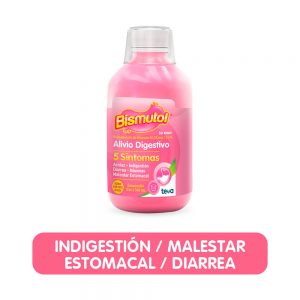 Bismutol
Alivio Digestivo
5 Síntomas
Acidez - Indigestión
Diarrea - Náuseas
Malestar Estomacal
teva
INDIGESTIÓN / MALESTAR
ESTOMACAL / DIARREA